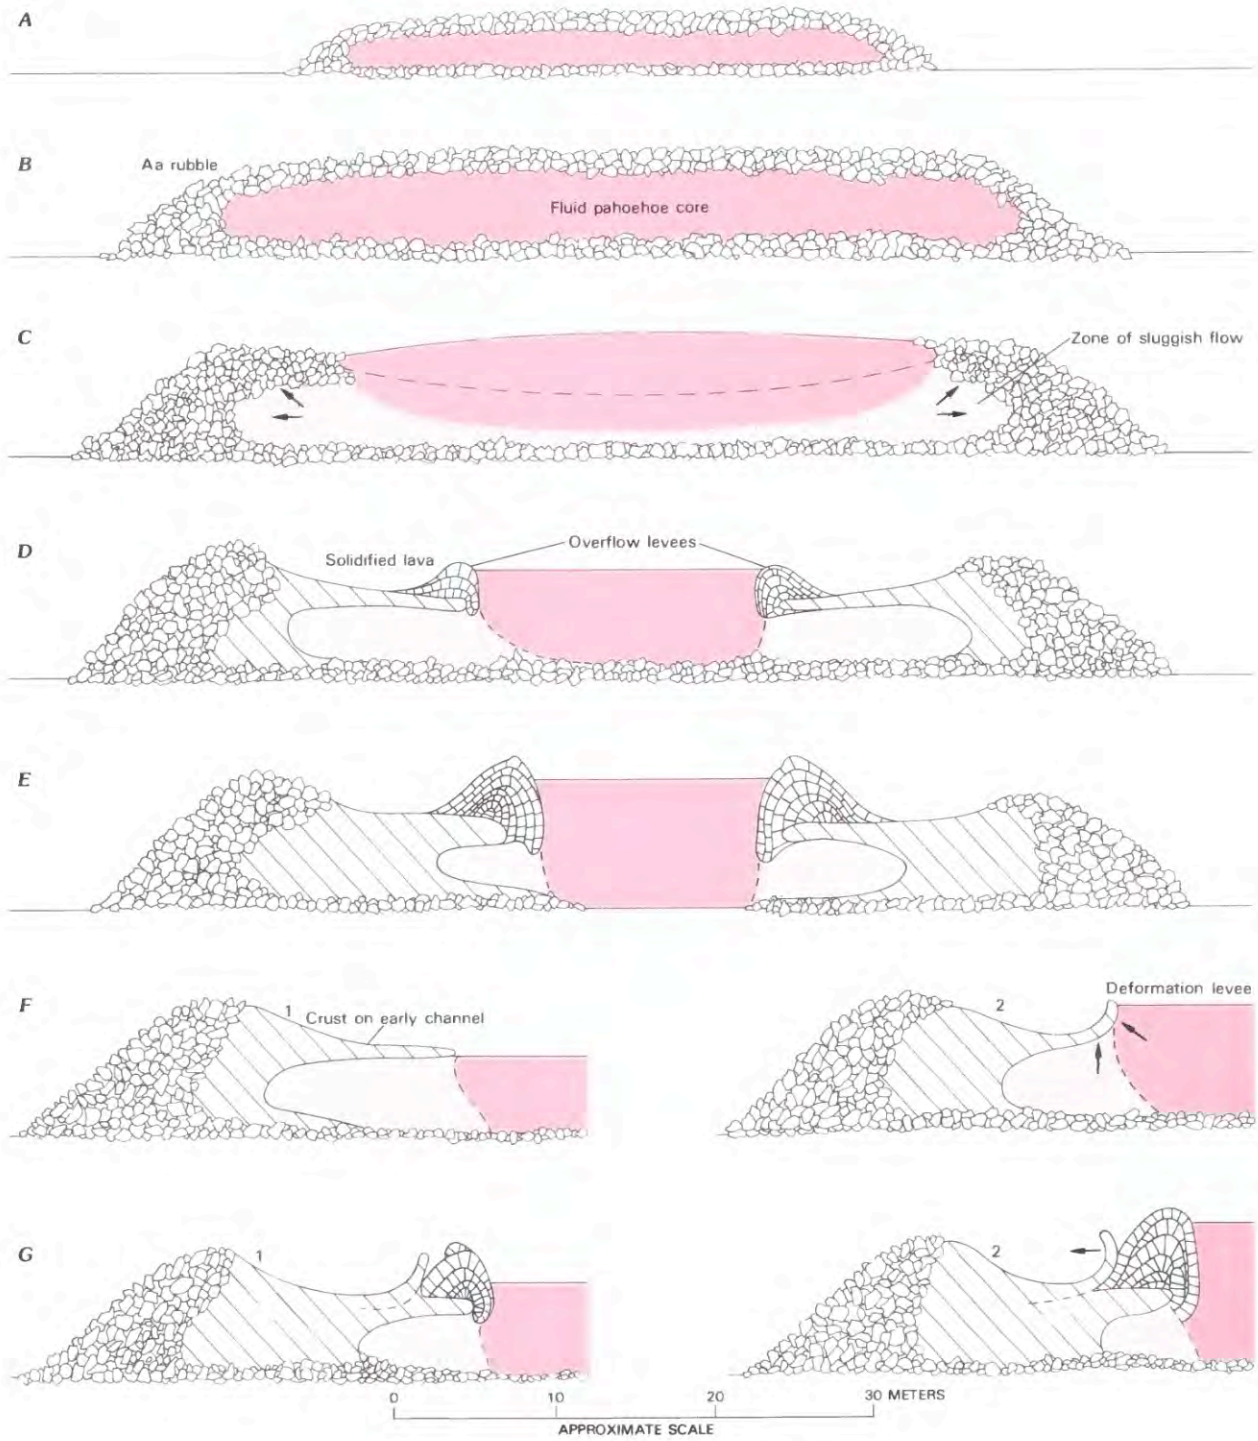 A
B
Aa rubble
Fluid pahoehoe core
C
Zone of sluggish flow
D
Solidified lava
Overflow levees
E
F
1
Crust on early channel
2
Deformation levee
G
1
2
0
10
20
30 METERS
APPROXIMATE SCALE